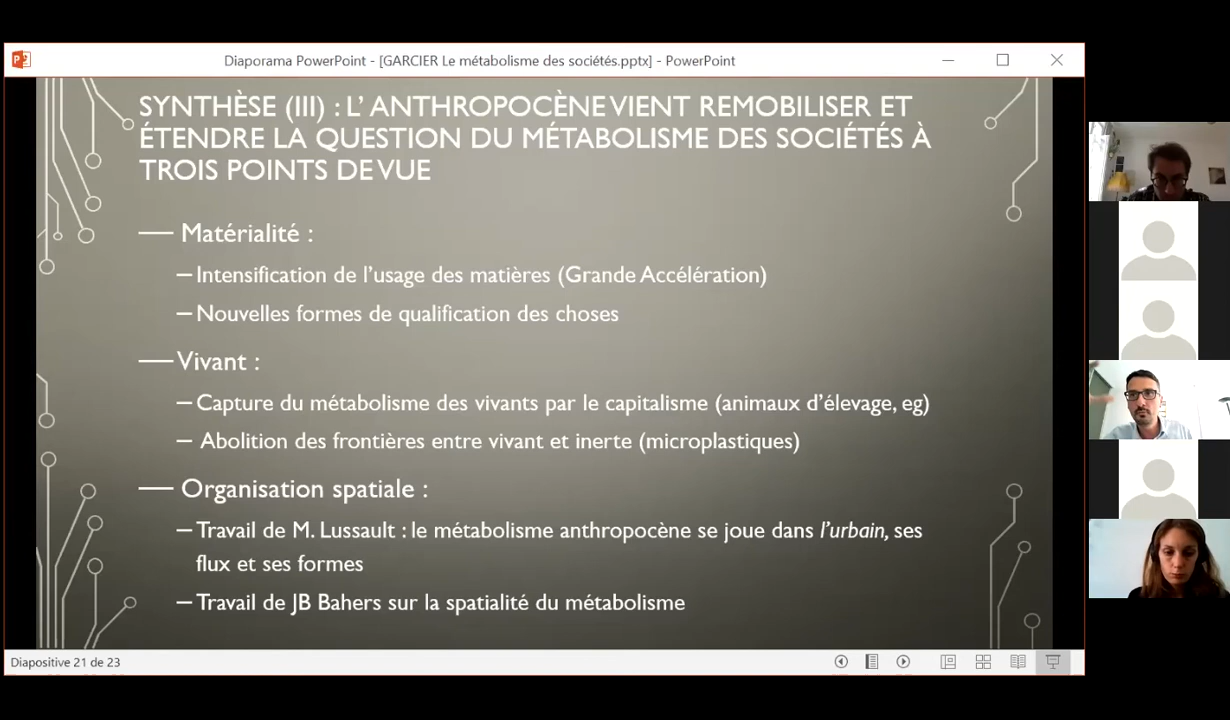 Diaporama PowerPoint - [GARCIER Le métabolisme des sociétés.pptx] - PowerPoint
SYNTHÈSE (III) : L’ ANTHROPOCÈNE VIENT REMOBILISER ET
ÉTENDRE LA QUESTION DU MÉTABOLISME DES SOCIÉTÉS À
TROIS POINTS DE VUE
— Matérialité :
– Intensification de l’usage des matières (Grande Accélération)
– Nouvelles formes de qualification des choses
— Vivant :
– Capture du métabolisme des vivants par le capitalisme (animaux d’élevage, eg)
– Abolition des frontières entre vivant et inerte (microplastiques)
— Organisation spatiale :
– Travail de M. Lussault : le métabolisme anthropocène se joue dans l’urbain, ses
flux et ses formes
– Travail de JB Bahers sur la spatialité du métabolisme
Diapositive 21 de 23